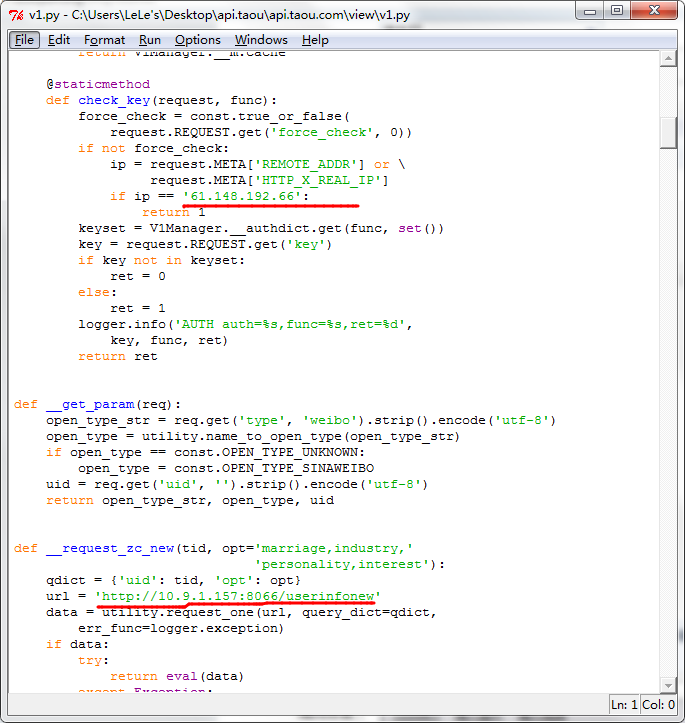 v1.py - C:\Users\LeLe's\Desktop\api.taou\api.taou.com\view\v1.py
File Edit Format Run Options Windows Help
return V1Manager.__m.cache
@staticmethod
def check_key(request, func):
force_check = const.true_or_false(
request.REQUEST.get('force_check', 0))
if not force_check:
ip = request.META['REMOTE_ADDR'] or \
request.META['HTTP_X_REAL_IP']
if ip == '61.148.192.66':
return 1
keyset = V1Manager.__authdict.get(func, set())
key = request.REQUEST.get('key')
if key not in keyset:
ret = 0
else:
ret = 1
logger.info('AUTH auth=%s,func=%s,ret=%d',
key, func, ret)
return ret
def __get_param(req):
open_type_str = req.get('type', 'weibo').strip().encode('utf-8')
open_type = utility.name_to_open_type(open_type_str)
if open_type == const.OPEN_TYPE_UNKNOWN:
open_type = const.OPEN_TYPE_SINAWEIBO
uid = req.get('uid', '').strip().encode('utf-8')
return open_type_str, open_type, uid
def __request_zc_new(tid, opt='marriage,industry,'
'personality,interest'):
qdict = {'uid': tid, 'opt': opt}
url = 'http://10.9.1.157:8066/userinfonew'
data = utility.request_one(url, query_dict=qdict,
err_func=logger.exception)
if data:
try:
return eval(data)
except Exception:
Ln: 1 Col: 0